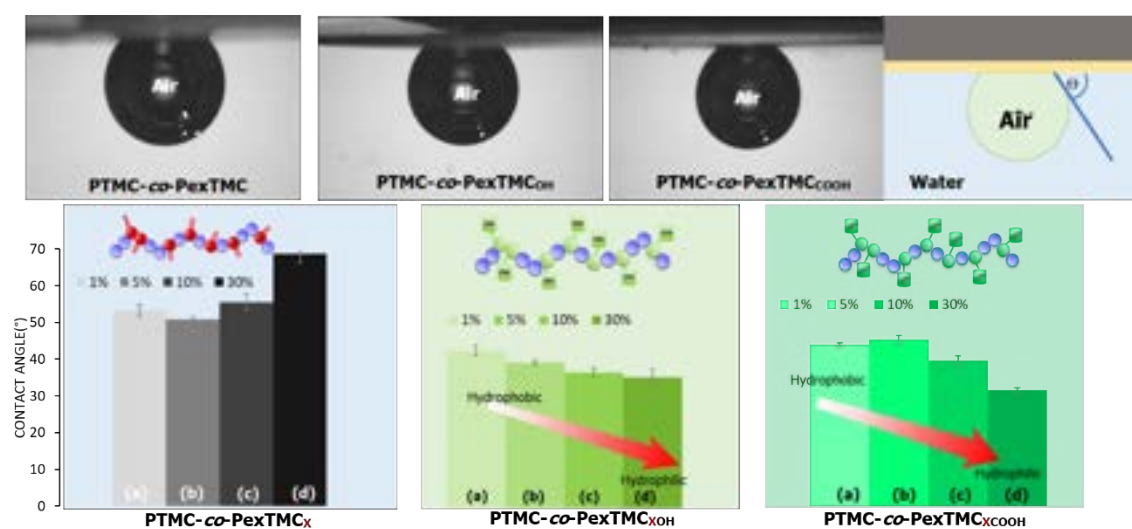 Air
PTMC-co-PexTMC
Air
PTMC-co-PexTMCOH
Air
PTMC-co-PexTMCCOOH
Θ
Air
Water
CONTACT ANGLE(°)
70
60
50
40
30
20
10
0
1% 5% 10% 30%
(a) (b) (c) (d)
PTMC-co-PexTMCX
1% 5% 10% 30%
Hydrophobic
Hydrophilic
(a) (b) (c) (d)
PTMC-co-PexTMCXOH
1% 5% 10% 30%
Hydrophobic
Hydrophilic
(a) (b) (c) (d)
PTMC-co-PexTMCXCOOH